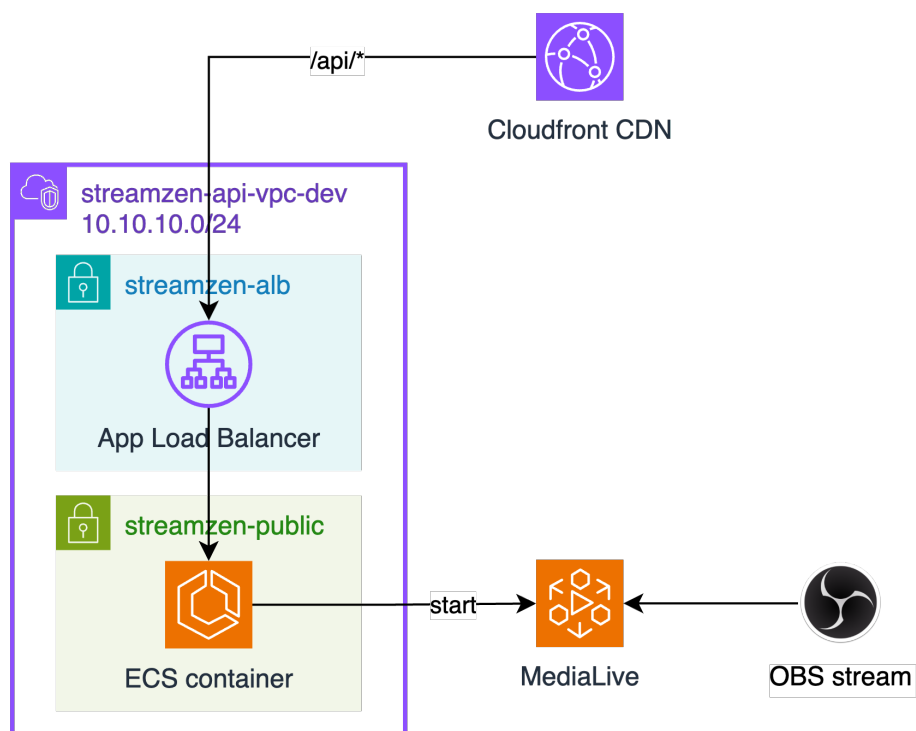 /api/*
Cloudfront CDN
streamzen-api-vpc-dev
10.10.10.0/24
streamzen-alb
App Load Balancer
streamzen-public
start
ECS container
MediaLive
OBS stream